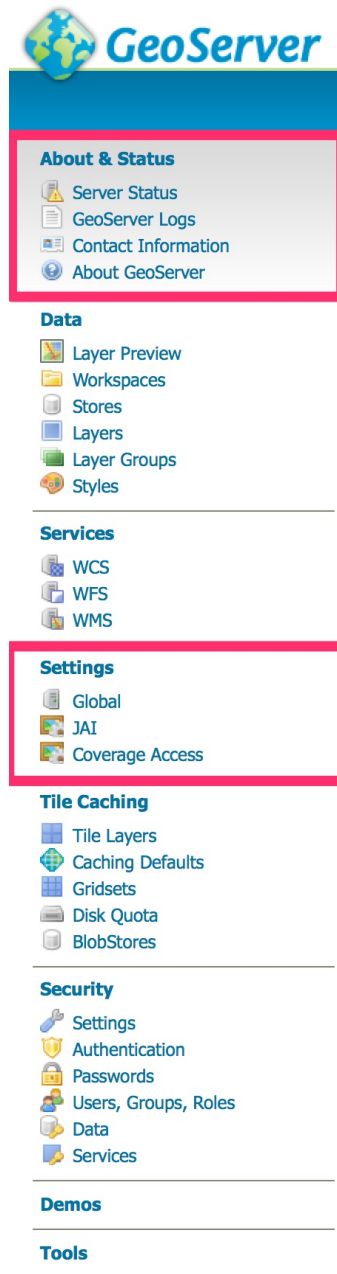 GeoServer
About & Status
Server Status
GeoServer Logs
Contact Information
About GeoServer
Data
Layer Preview
Workspaces
Stores
Layers
Layer Groups
Styles
Services
WCS
WFS
WMS
Settings
Global
JAI
Coverage Access
Tile Caching
Tile Layers
Caching Defaults
Gridsets
Disk Quota
BlobStores
Security
Settings
Authentication
Passwords
Users, Groups, Roles
Data
Services
Demos
Tools